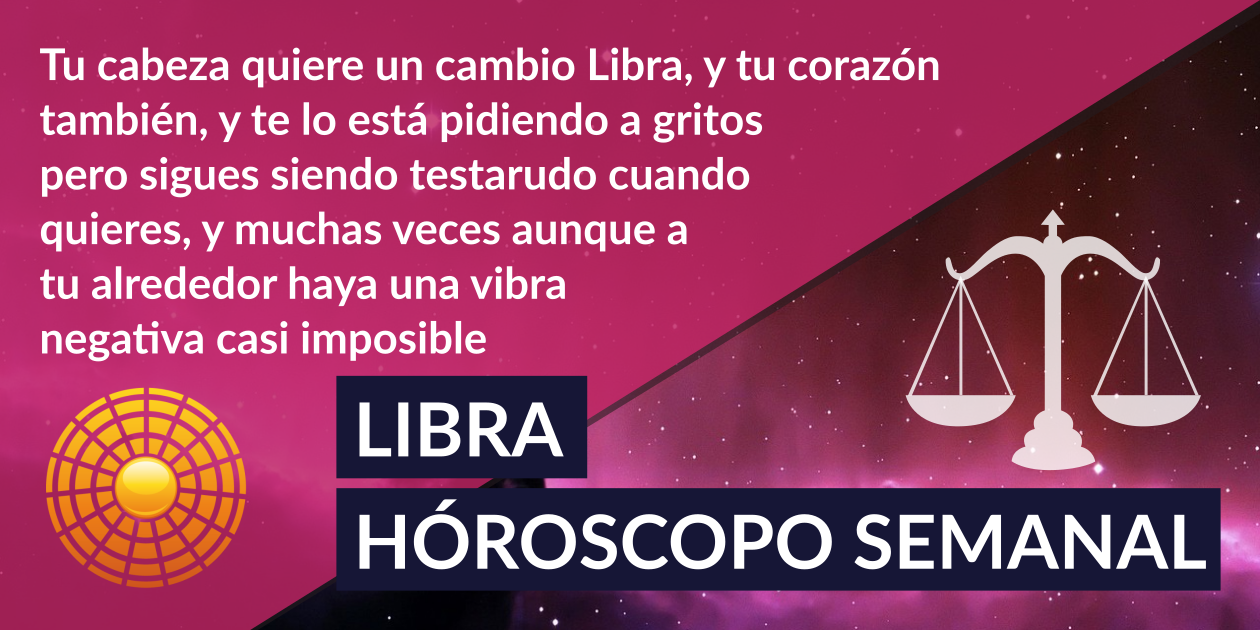 Tu cabeza quiere un cambio Libra, y tu corazón
también, y te lo está pidiendo a gritos
pero sigues siendo testarudo cuando
quieres, y muchas veces aunque a
tu alrededor haya una vibra
negativa casi imposible
LIBRA
HÓROSCOPO SEMANAL